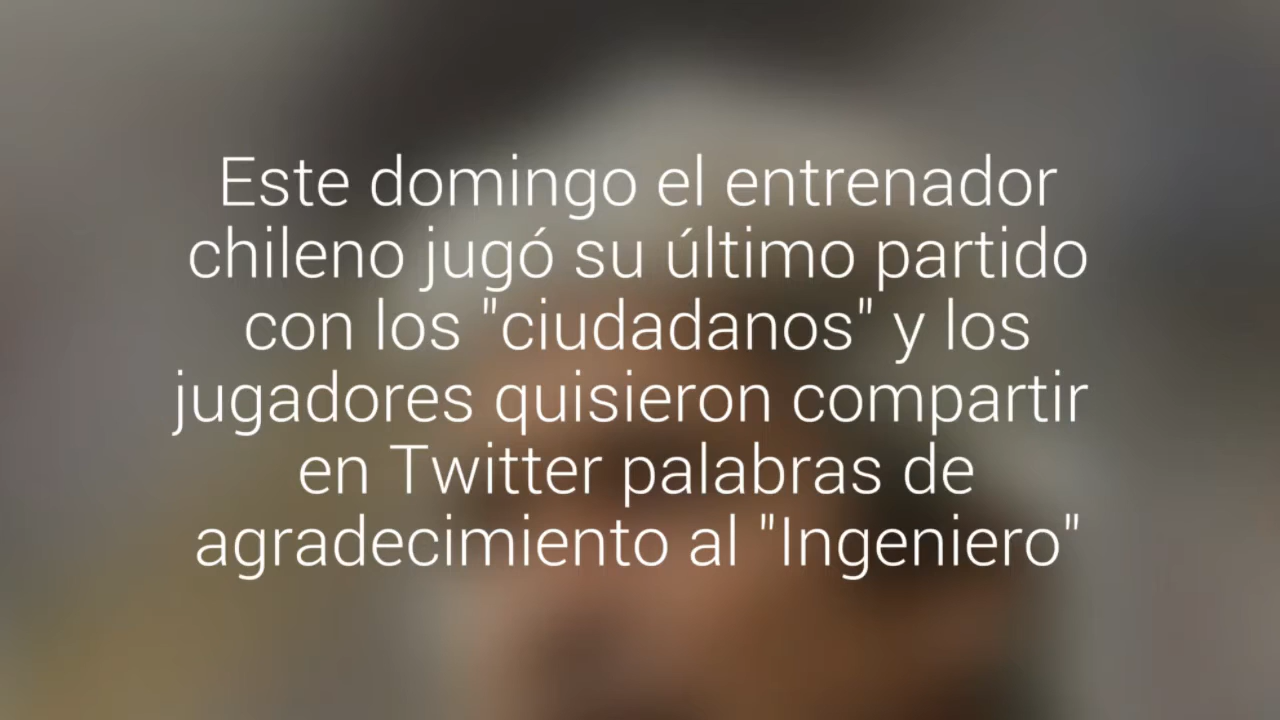 Este domingo el entrenador
chileno jugó su último partido
con los "ciudadanos" y los
jugadores quisieron compartir
en Twitter palabras de
agradecimiento al "Ingeniero"